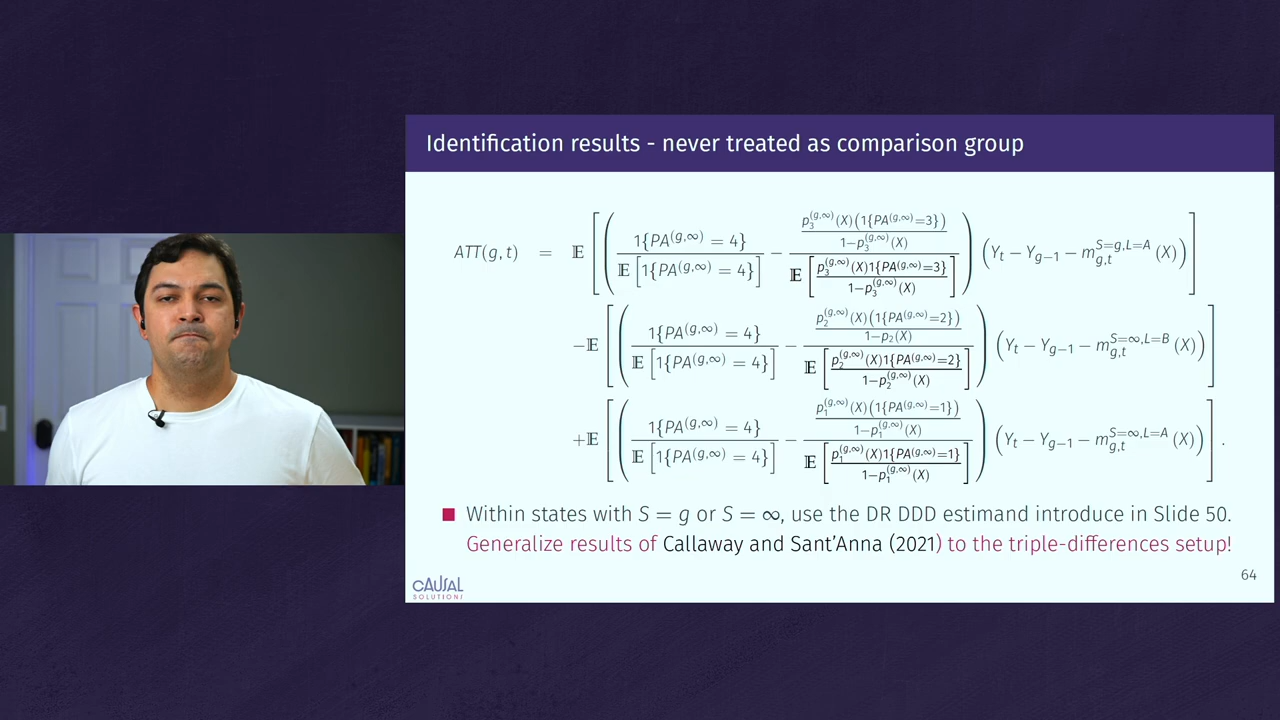 Identification results - never treated as comparison group
ATT(g, t) = 𝔼[(1{PA^(g,∞) = 4} / 𝔼[1{PA^(g,∞) = 4}] − (p_3^(g,∞)(X)(1{PA^(g,∞)=3}) / (1−p_3^(g,∞)(X))) / 𝔼[p_3^(g,∞)(X)1{PA^(g,∞)=3} / (1−p_3^(g,∞)(X))]) (Y_t − Y_{g−1} − m_{g,t}^{S=g,L=A}(X))]
−𝔼[(1{PA^(g,∞) = 4} / 𝔼[1{PA^(g,∞) = 4}] − (p_2^(g,∞)(X)(1{PA^(g,∞)=2}) / (1−p_2(X))) / 𝔼[p_2^(g,∞)(X)1{PA^(g,∞)=2} / (1−p_2^(g,∞)(X))]) (Y_t − Y_{g−1} − m_{g,t}^{S=∞,L=B}(X))]
+𝔼[(1{PA^(g,∞) = 4} / 𝔼[1{PA^(g,∞) = 4}] − (p_1^(g,∞)(X)(1{PA^(g,∞)=1}) / (1−p_1^(g,∞)(X))) / 𝔼[p_1^(g,∞)(X)1{PA^(g,∞)=1} / (1−p_1^(g,∞)(X))]) (Y_t − Y_{g−1} − m_{g,t}^{S=∞,L=A}(X))].
■ Within states with S = g or S = ∞, use the DR DDD estimand introduce in Slide 50.
Generalize results of Callaway and Sant'Anna (2021) to the triple-differences setup!
64
CAUSAL
SOLUTIONS